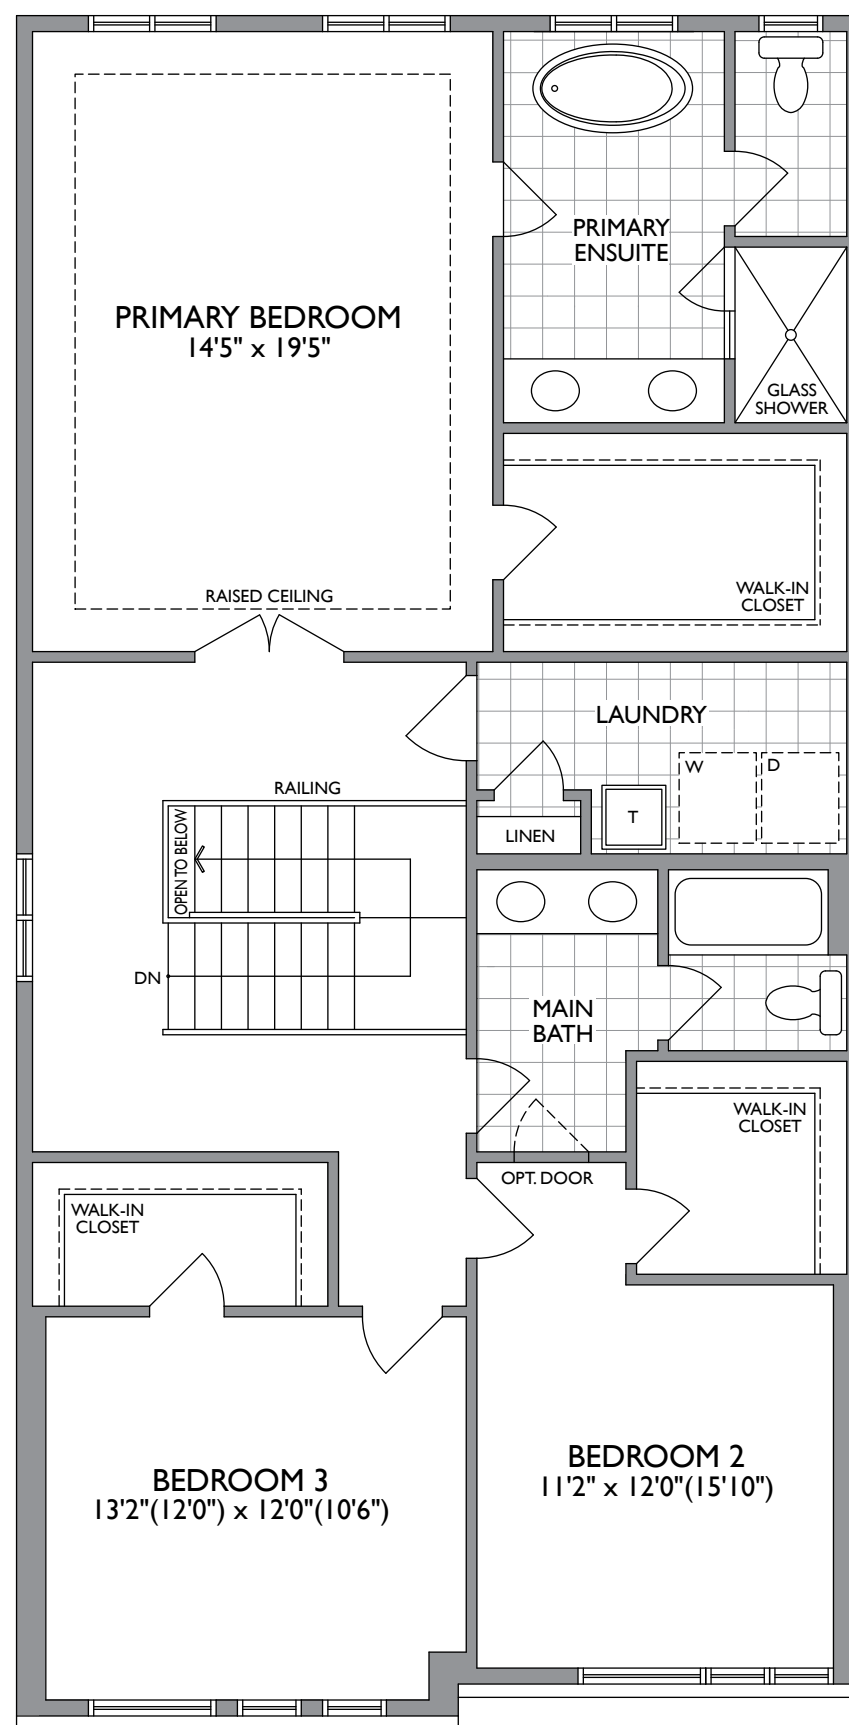 PRIMARY
ENSUITE
PRIMARY BEDROOM
14'5" x 19'5"
GLASS
SHOWER
RAISED CEILING
WALK-IN
CLOSET
LAUNDRY
W
D
RAILING
T
OPEN TO BELOW
LINEN
DN
MAIN
BATH
WALK-IN
CLOSET
OPT. DOOR
WALK-IN
CLOSET
BEDROOM 2
11'2" x 12'0"(15'10")
BEDROOM 3
13'2"(12'0") x 12'0"(10'6")